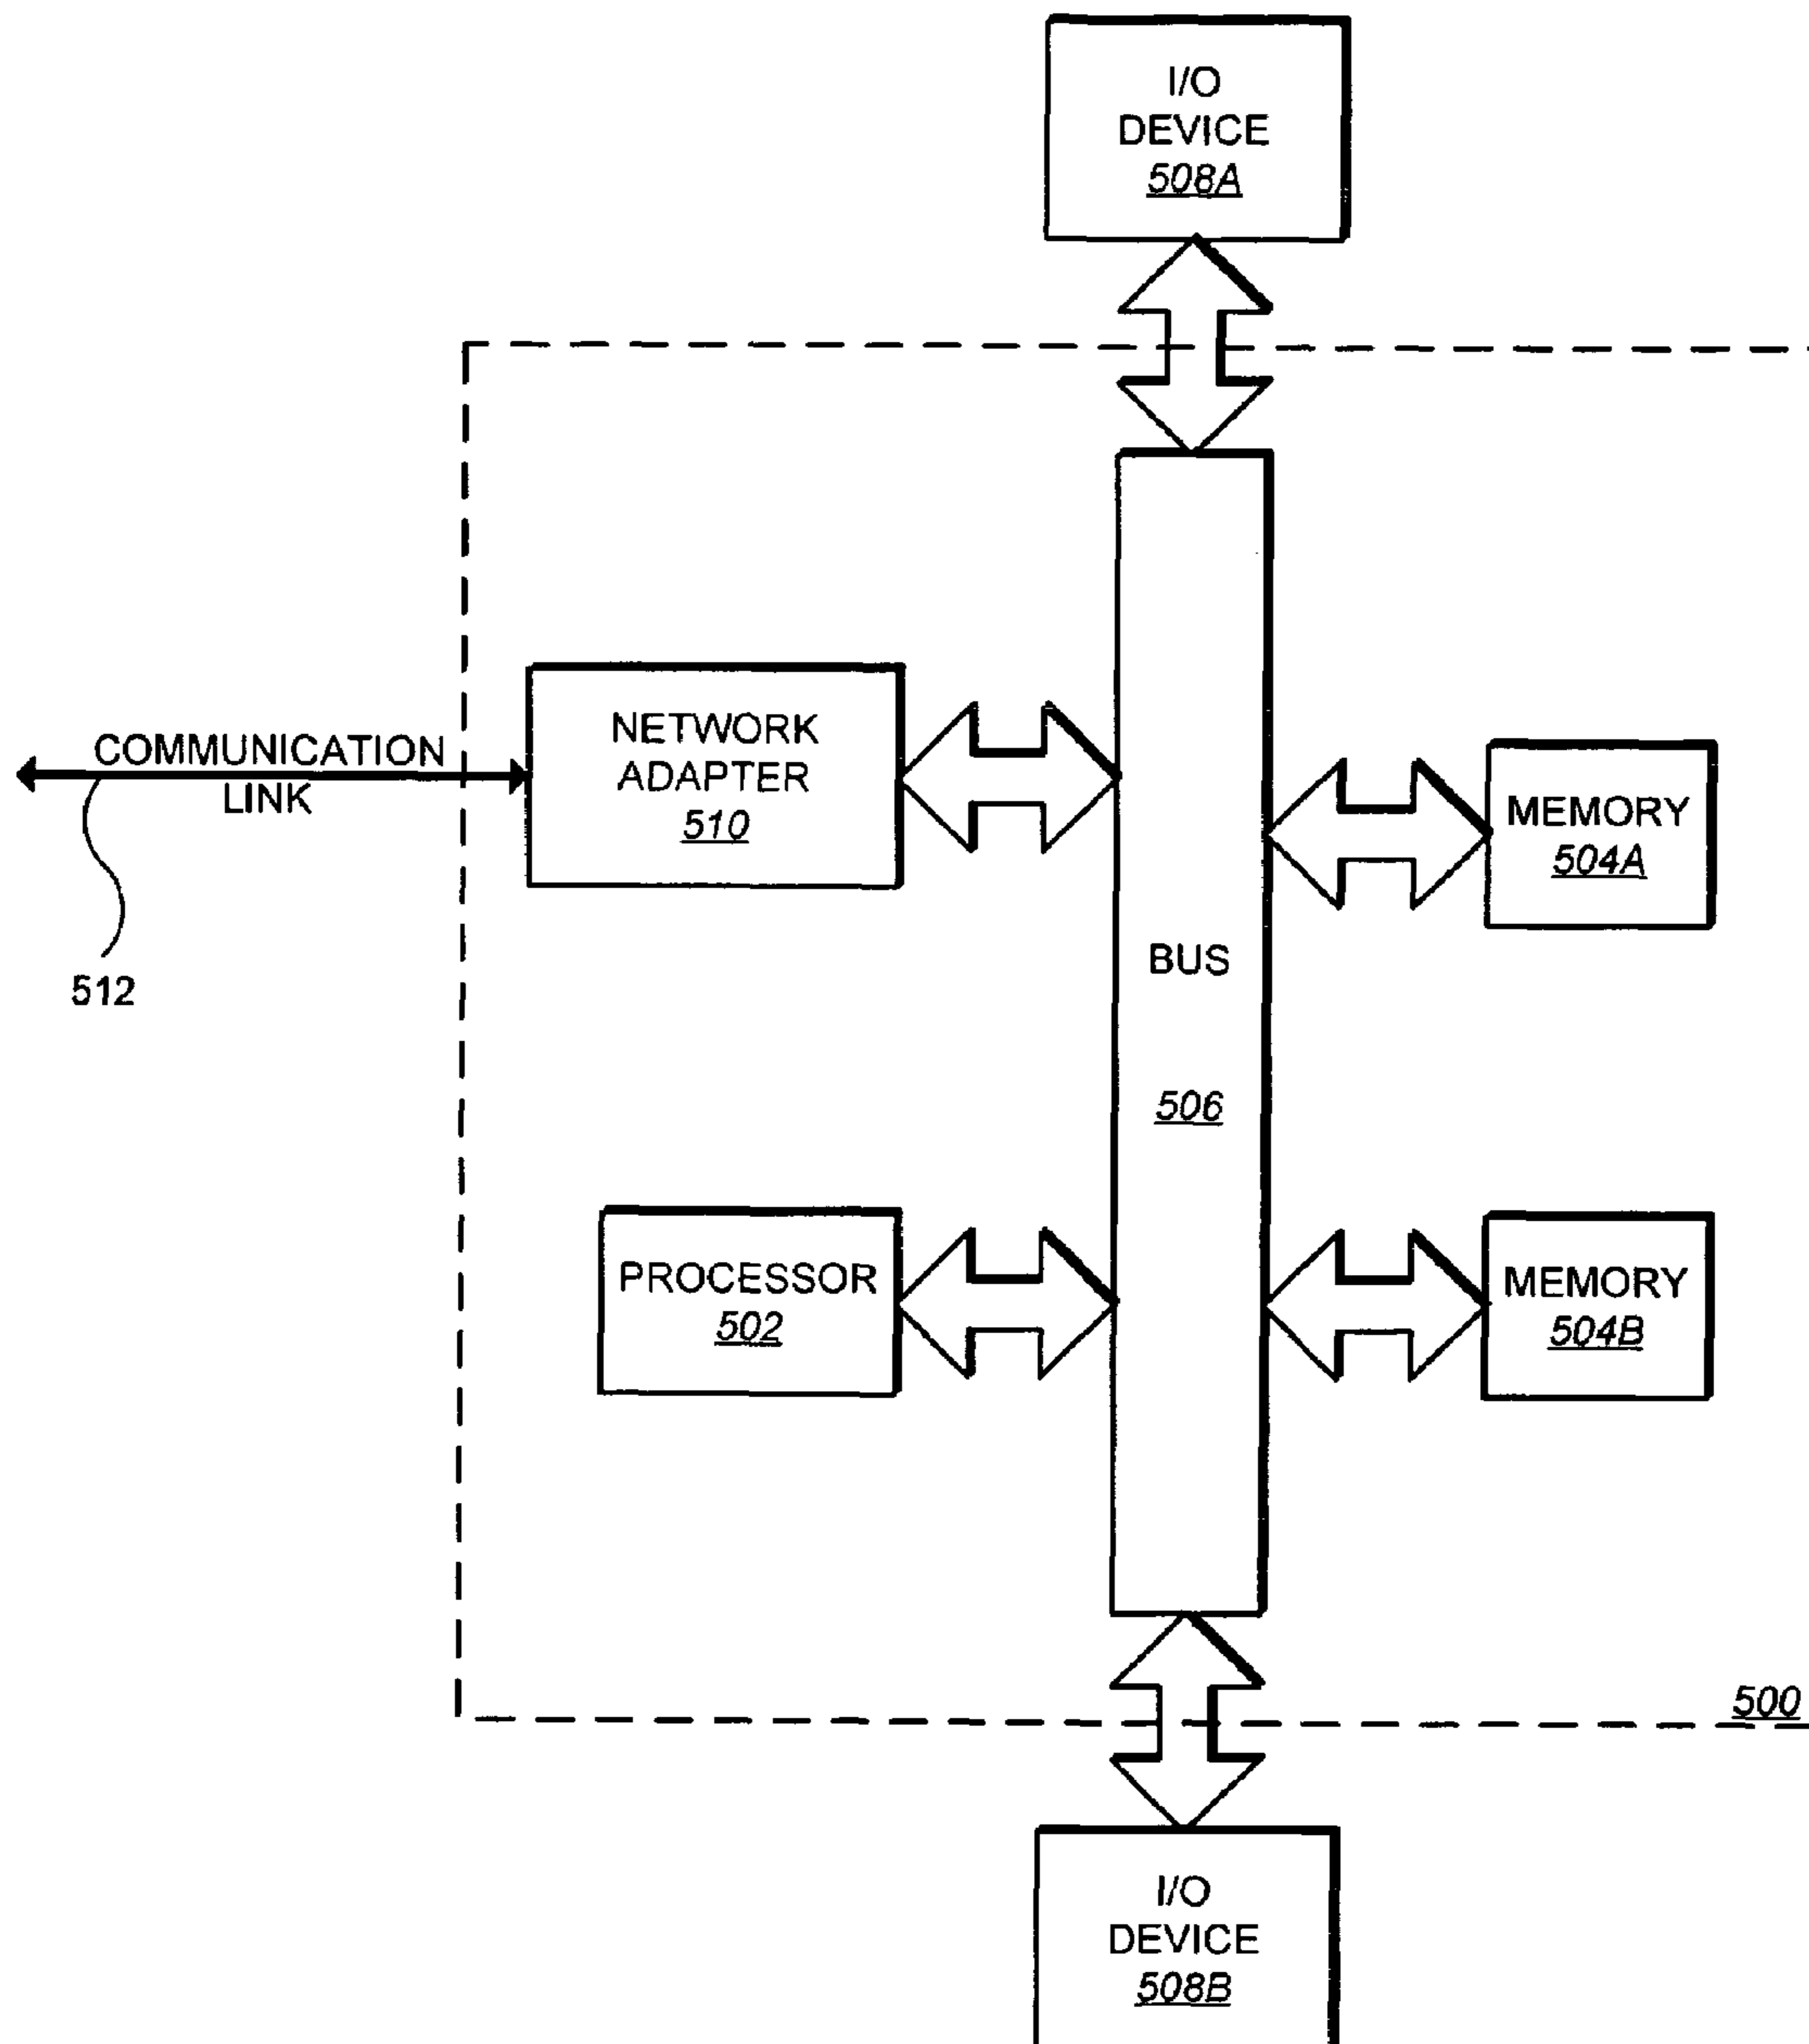 I/O
DEVICE
508A
NETWORK
ADAPTER
510
COMMUNICATION
LINK
512
MEMORY
504A
BUS
506
PROCESSOR
502
MEMORY
504B
500
I/O
DEVICE
508B